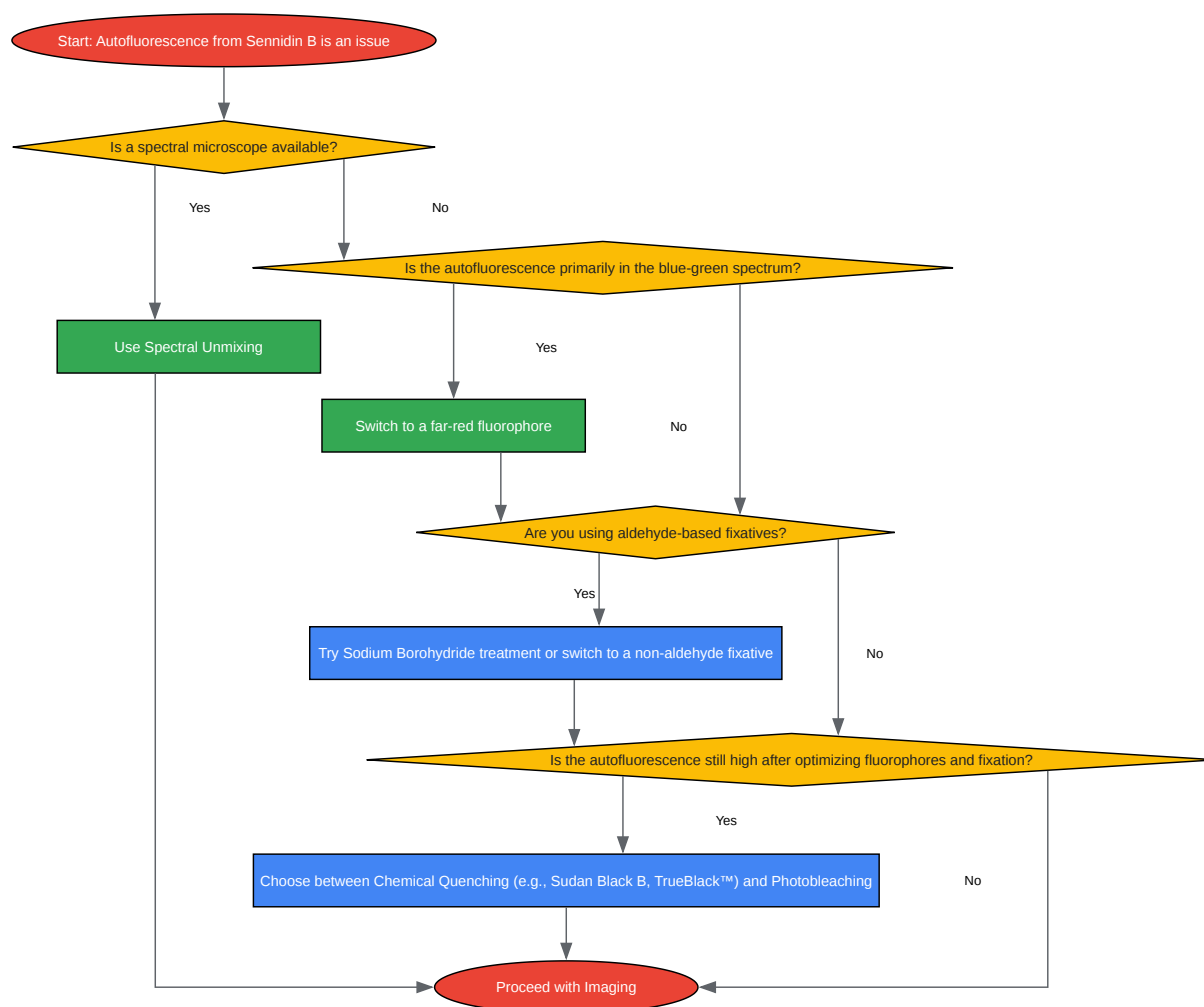 Start: Autofluorescence from Sennidin B is an issue
Is a spectral microscope available?
Yes
No
Is the autofluorescence primarily in the blue-green spectrum?
Use Spectral Unmixing
Yes
Switch to a far-red fluorophore
No
Are you using aldehyde-based fixatives?
Yes
Try Sodium Borohydride treatment or switch to a non-aldehyde fixative
No
Is the autofluorescence still high after optimizing fluorophores and fixation?
Yes
Choose between Chemical Quenching (e.g., Sudan Black B, TrueBlack™) and Photobleaching
No
Proceed with Imaging